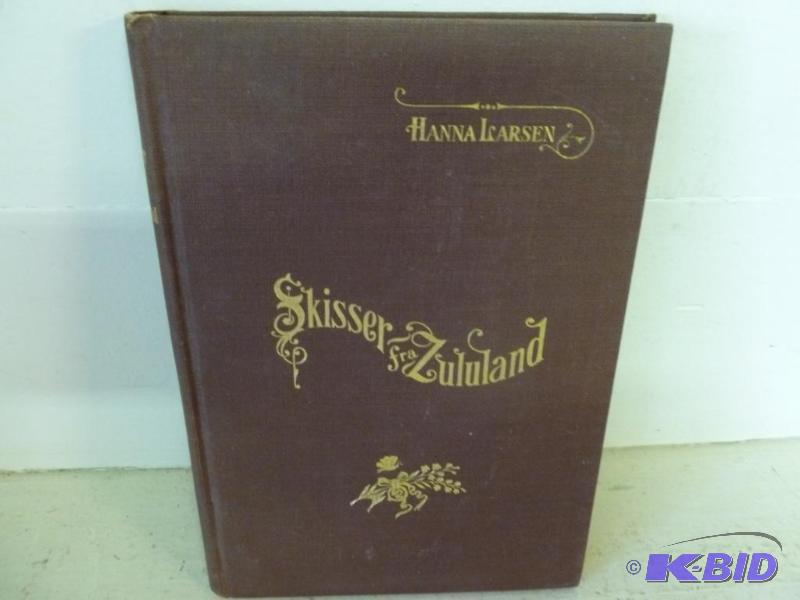 HANNA LARSEN
Skisser
fra Zululand
© K-BID